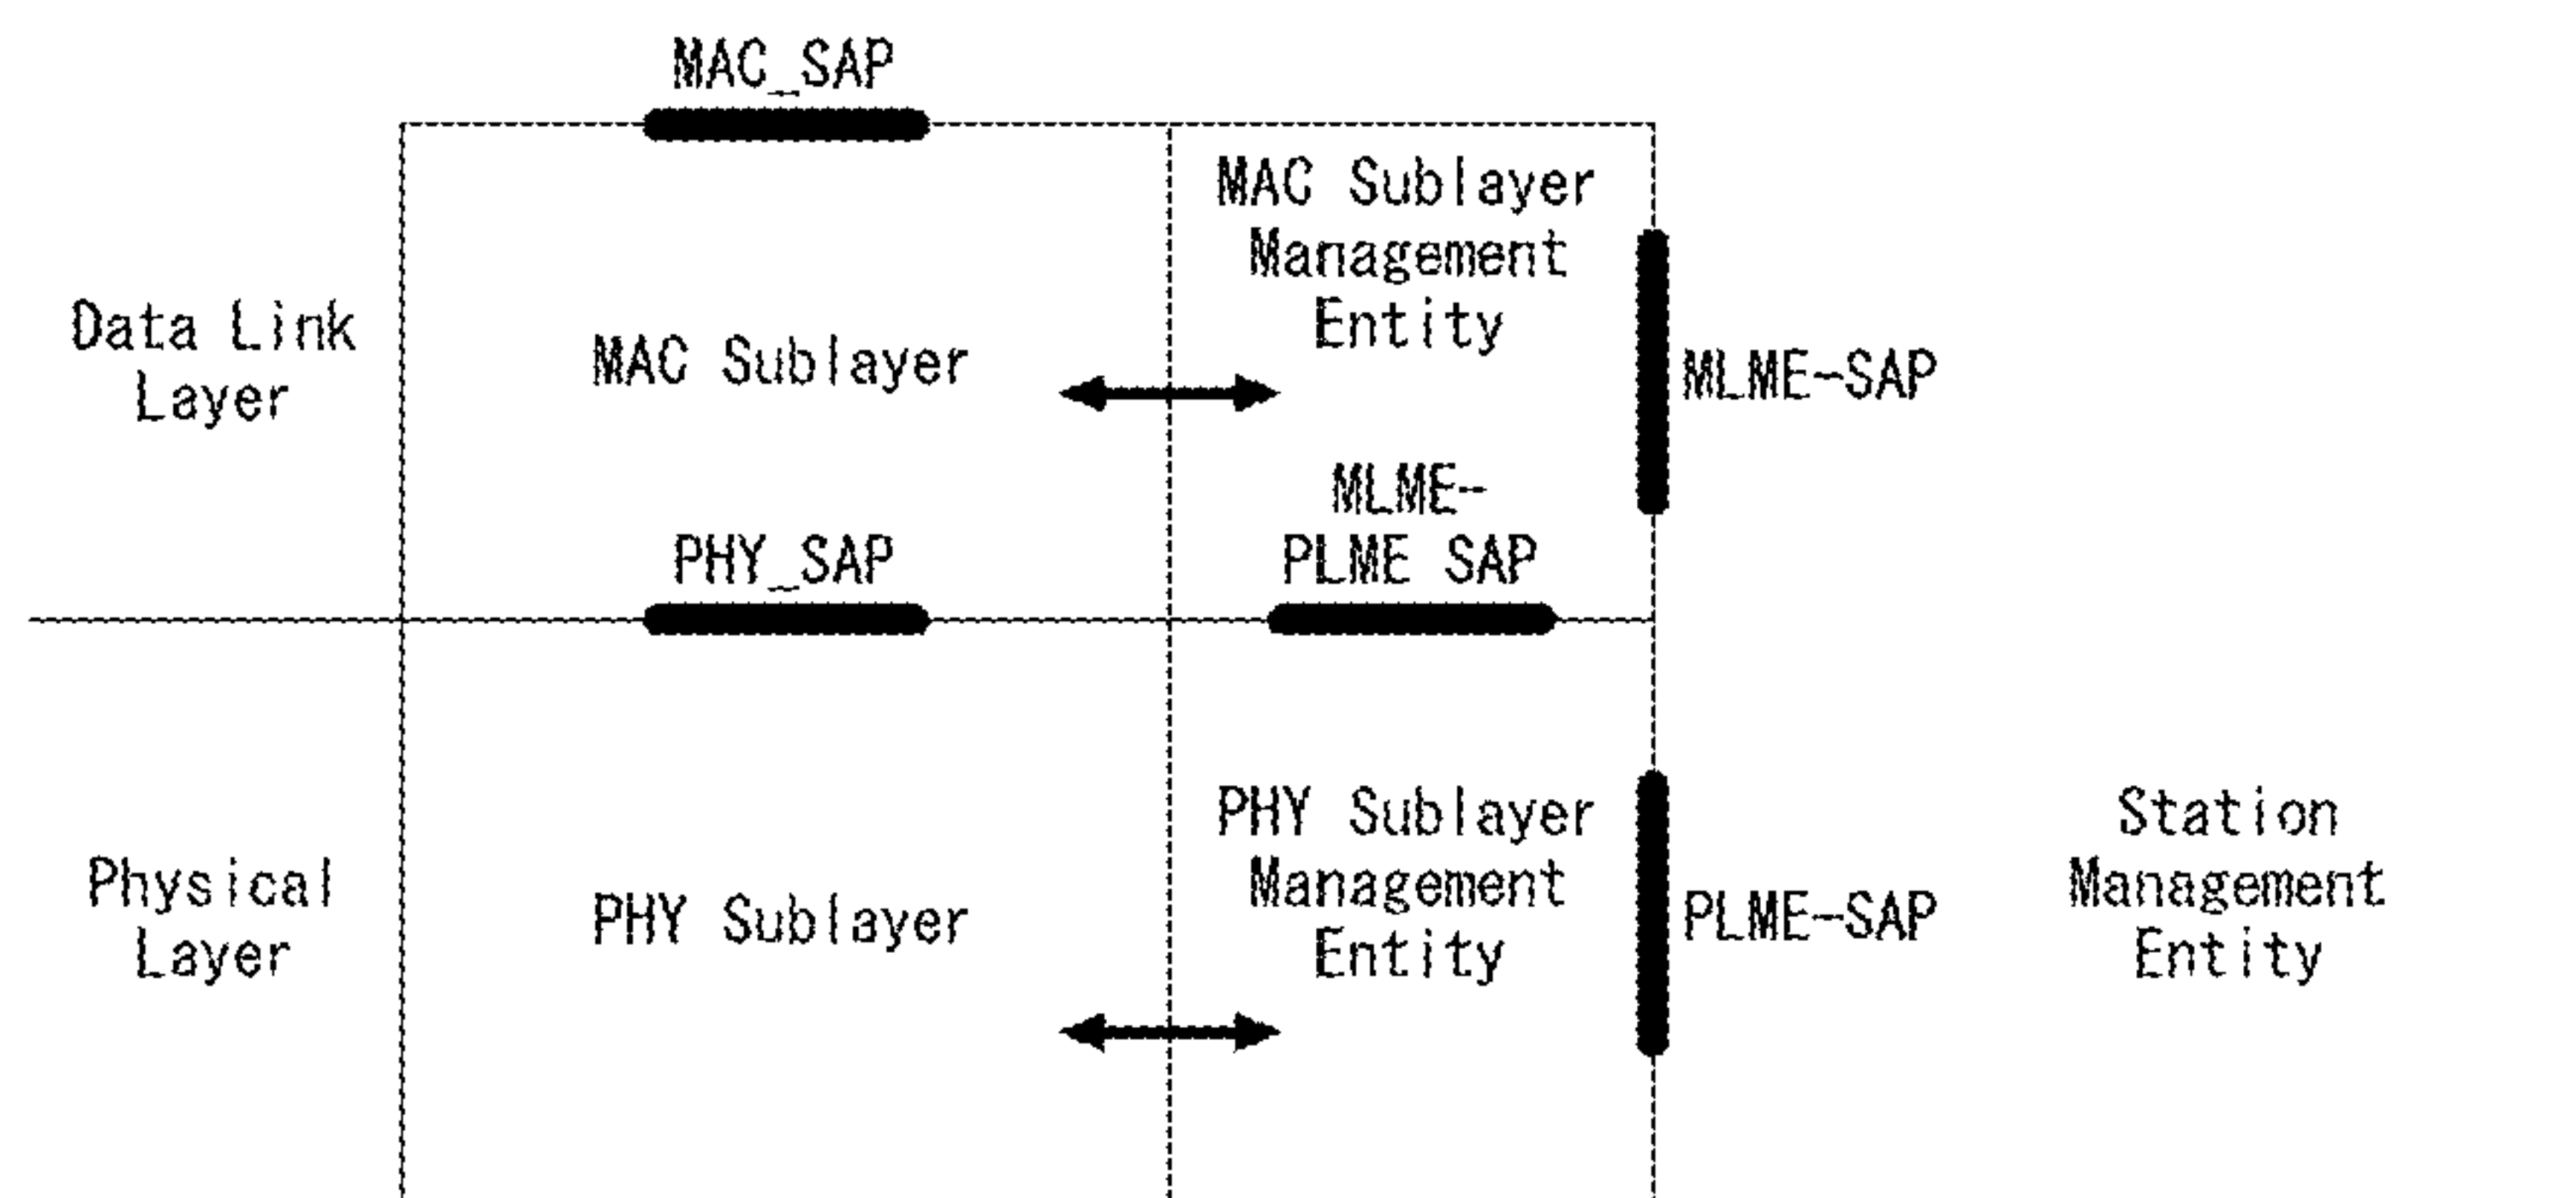 MAC_SAP
MAC Sublayer
Management
Entity
Data Link
Layer
MAC Sublayer
MLME-SAP
MLME-
PLME SAP
PHY_SAP
PHY Sublayer
Management
Entity
Physical
Layer
PHY Sublayer
PLME-SAP
Station
Management
Entity